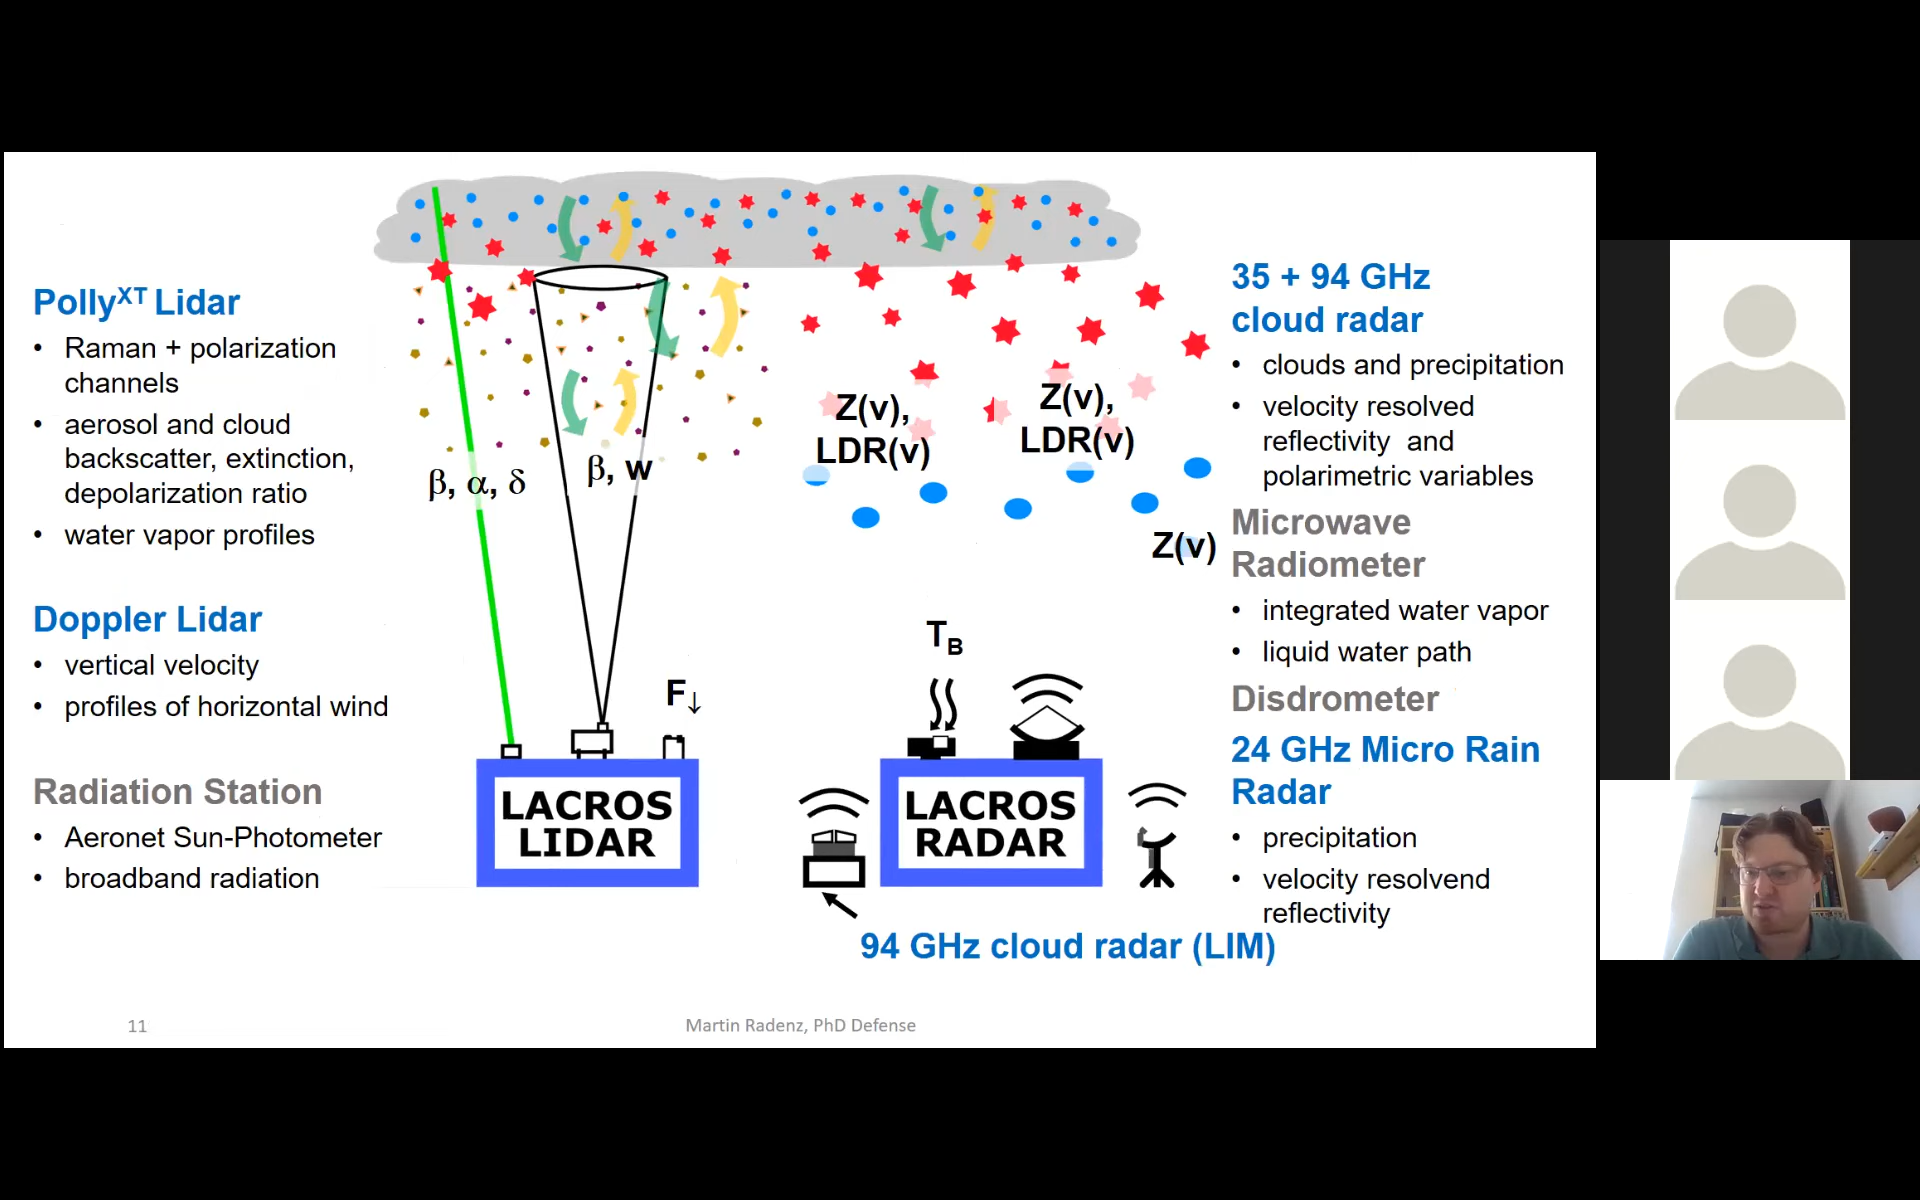 Polly^XT Lidar
• Raman + polarization
channels
• aerosol and cloud
backscatter, extinction,
depolarization ratio
• water vapor profiles
Doppler Lidar
• vertical velocity
• profiles of horizontal wind
Radiation Station
• Aeronet Sun-Photometer
• broadband radiation
β, α, δ
β, w
F↓
LACROS
LIDAR
Z(v),
LDR(v)
Z(v),
LDR(v)
Z(v)
T_B
LACROS
RADAR
94 GHz cloud radar (LIM)
35 + 94 GHz
cloud radar
• clouds and precipitation
• velocity resolved
reflectivity and
polarimetric variables
Microwave
Radiometer
• integrated water vapor
• liquid water path
Disdrometer
24 GHz Micro Rain
Radar
• precipitation
• velocity resolvend
reflectivity
11
Martin Radenz, PhD Defense